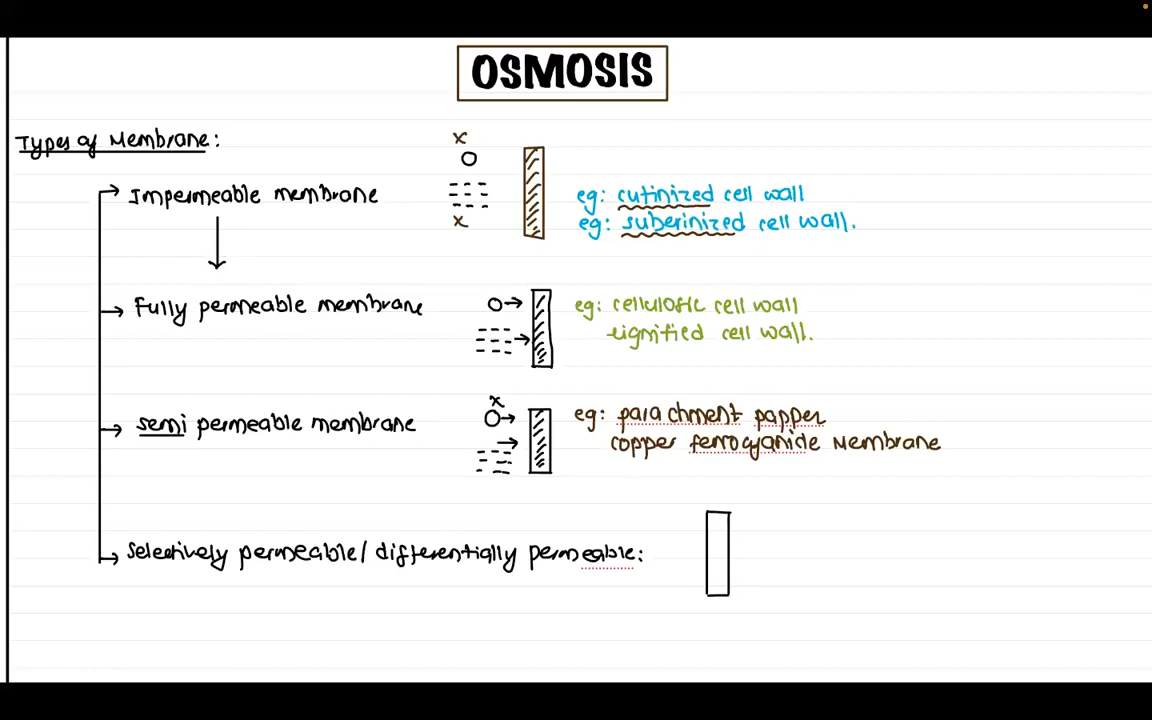 OSMOSIS
Types of Membrane:
Impermeable membrane
eg: cutinized cell wall
eg: suberinized cell wall.
Fully permeable membrane
eg: cellulosic cell wall
lignified cell wall.
semi permeable membrane
eg: parachment papper
copper ferrocyanide Membrane
Selectively permeable/differentially permeable: